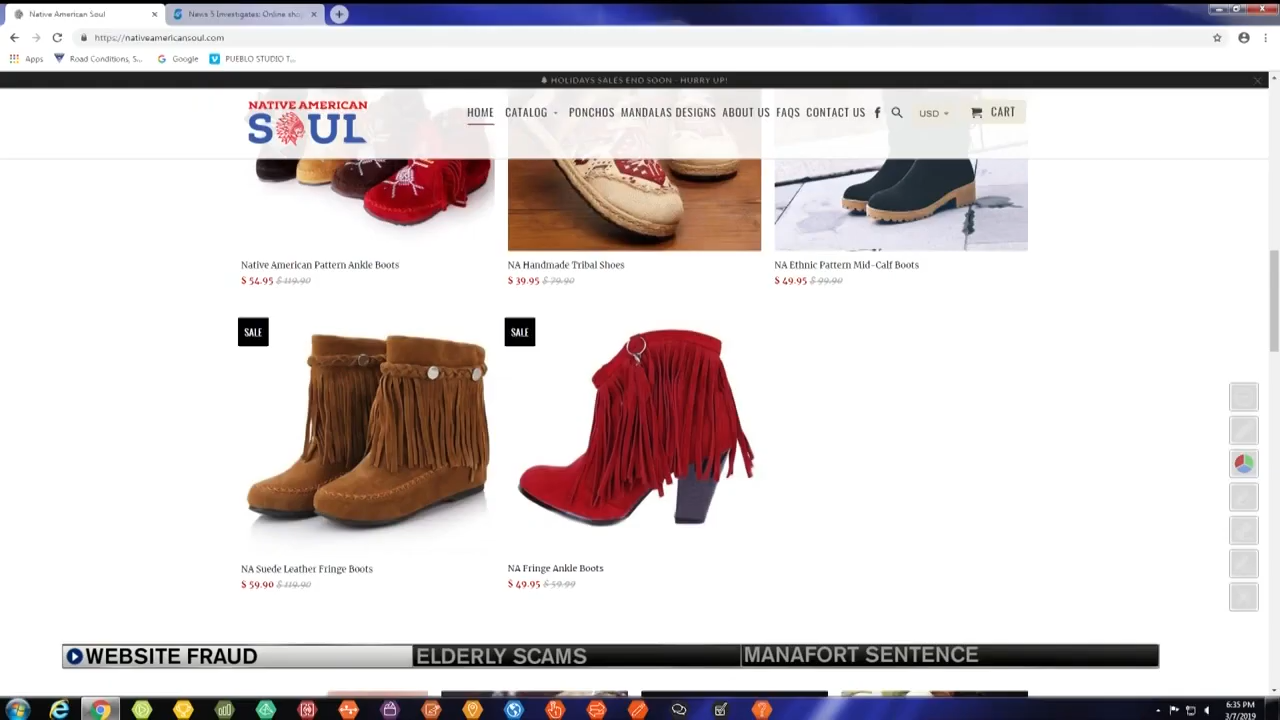 Native American Soul
News 5 Investigates: Online sho
https://nativeamericansoul.com
Apps
Road Conditions, S...
Google
PUEBLO STUDIO T...
HOLIDAYS SALES END SOON - HURRY UP!
NATIVE AMERICAN
SOUL
HOME CATALOG PONCHOS MANDALAS DESIGNS ABOUT US FAQS CONTACT US USD CART
Native American Pattern Ankle Boots
$ 54.95 $ 119.90
NA Handmade Tribal Shoes
$ 39.95 $ 79.90
NA Ethnic Pattern Mid-Calf Boots
$ 49.95 $ 99.90
SALE
SALE
NA Suede Leather Fringe Boots
$ 59.90 $ 119.90
NA Fringe Ankle Boots
$ 49.95 $ 59.99
WEBSITE FRAUD ELDERLY SCAMS MANAFORT SENTENCE
6:35 PM
3/7/2019